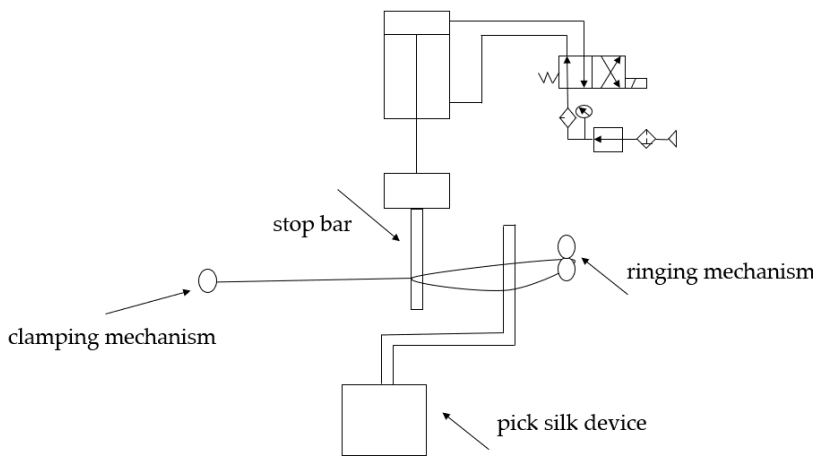 stop bar
ringing mechanism
clamping mechanism
pick silk device